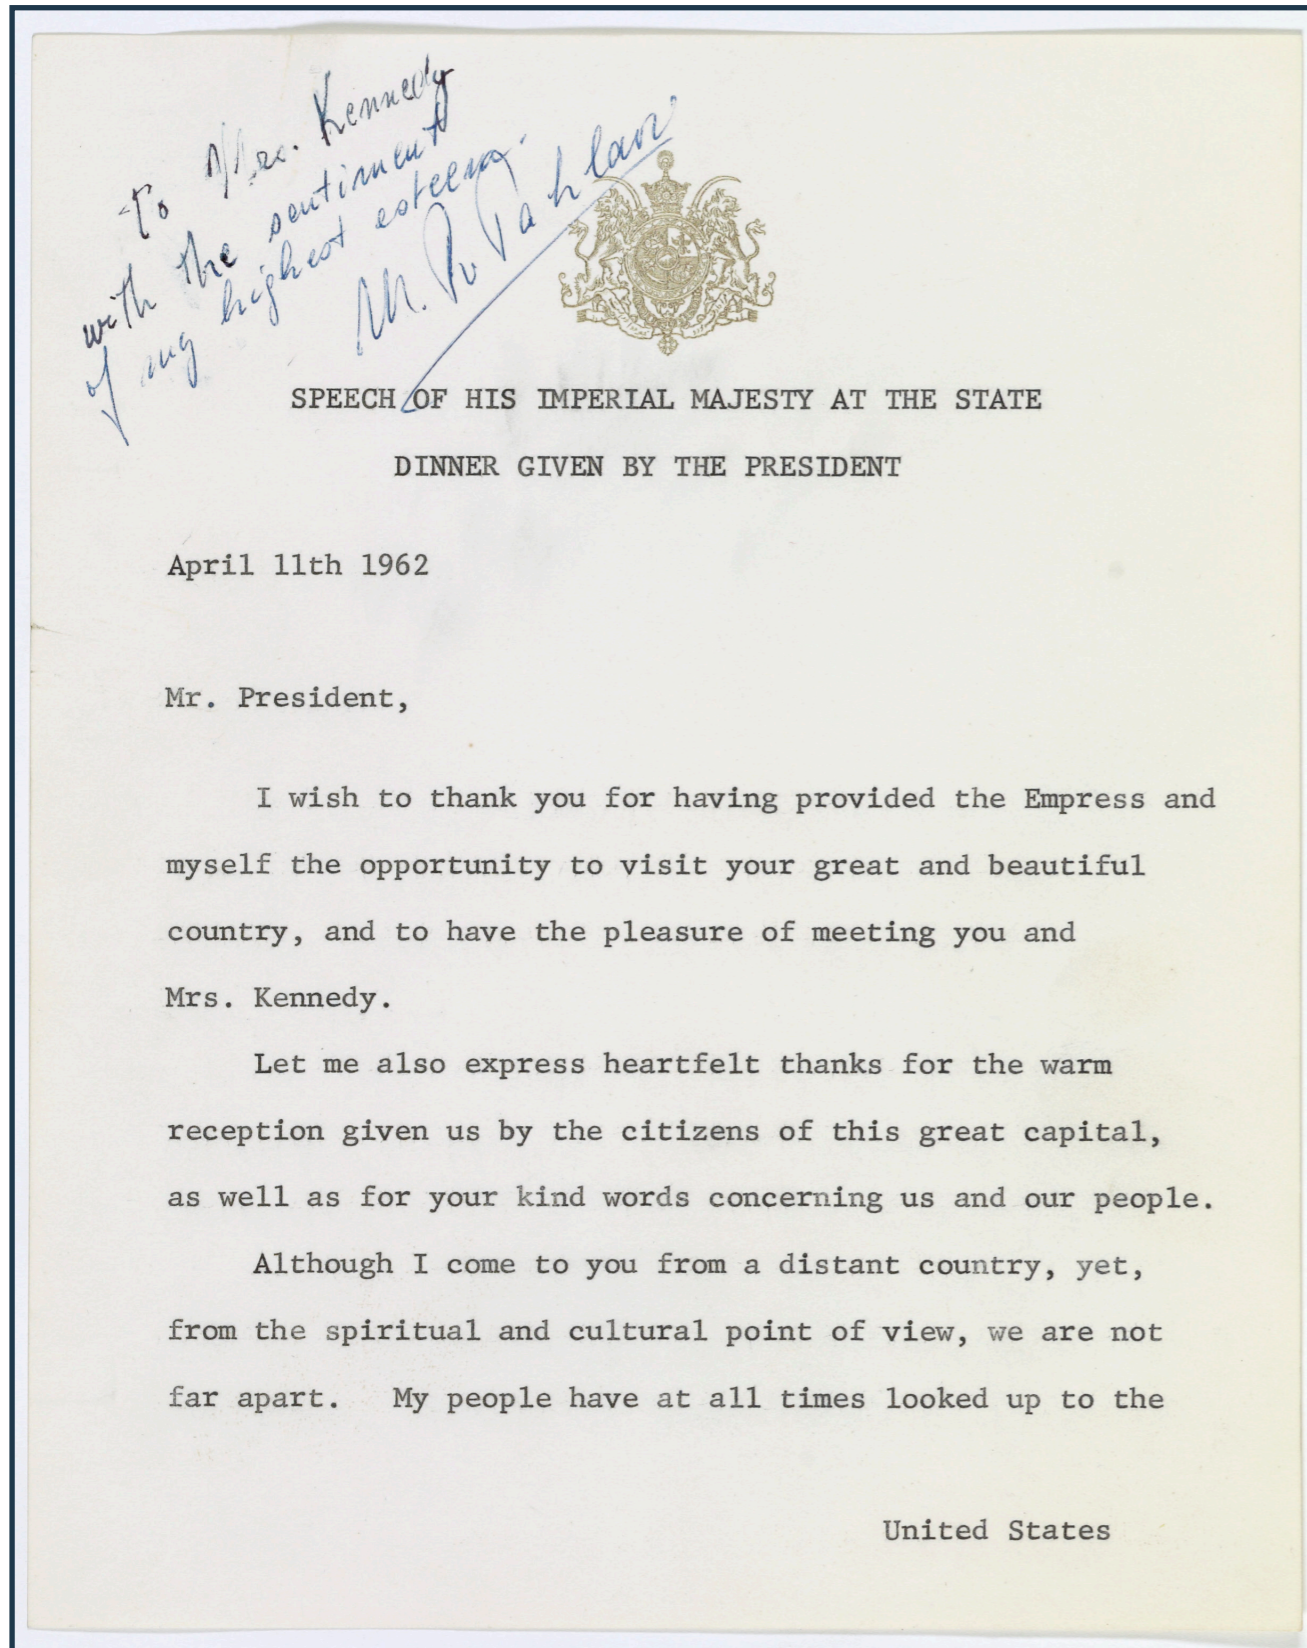 To Mrs. Kennedy
with the sentiment
of my highest esteem.
M. R. Pahlavi
SPEECH OF HIS IMPERIAL MAJESTY AT THE STATE
DINNER GIVEN BY THE PRESIDENT
April 11th 1962
Mr. President,
I wish to thank you for having provided the Empress and
myself the opportunity to visit your great and beautiful
country, and to have the pleasure of meeting you and
Mrs. Kennedy.
Let me also express heartfelt thanks for the warm
reception given us by the citizens of this great capital,
as well as for your kind words concerning us and our people.
Although I come to you from a distant country, yet,
from the spiritual and cultural point of view, we are not
far apart. My people have at all times looked up to the
United States